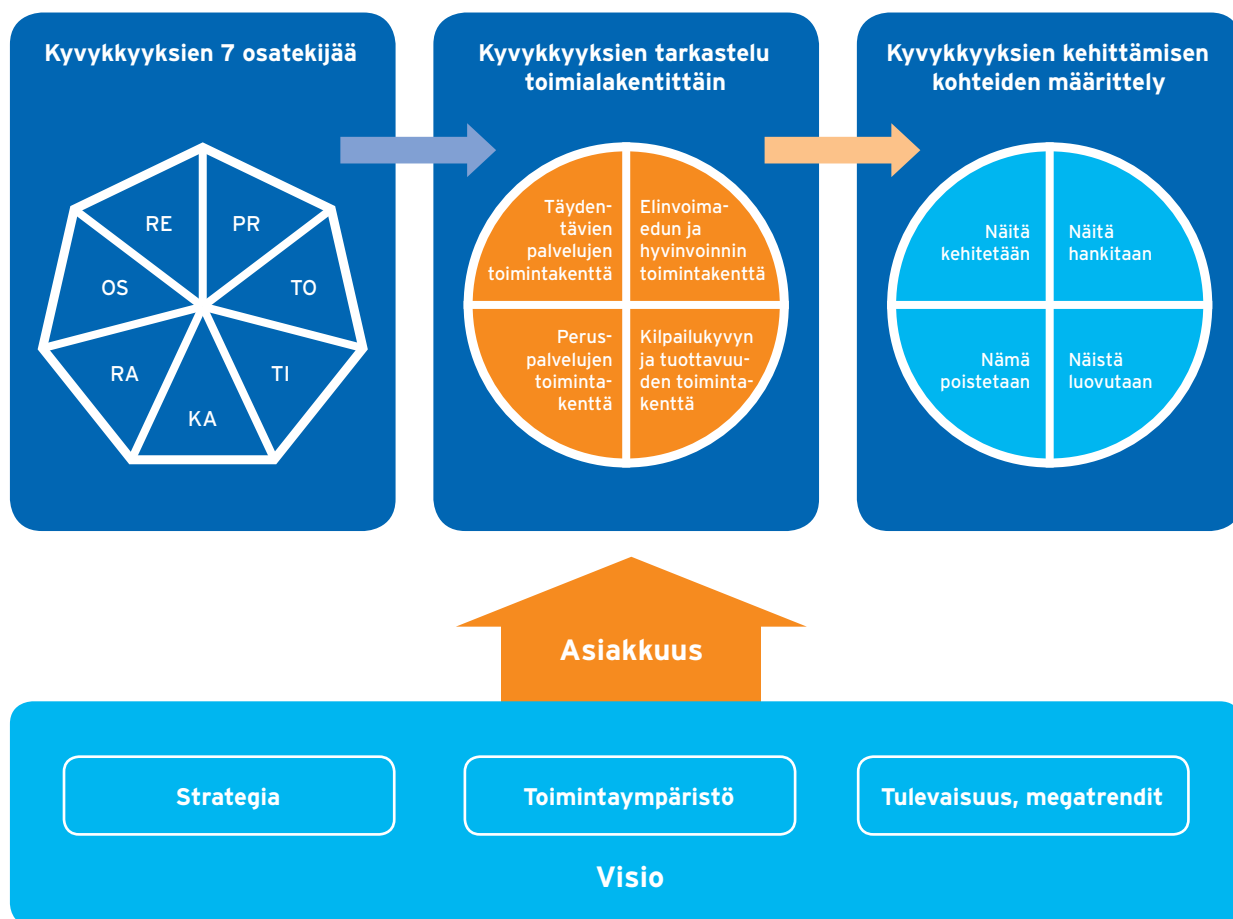 Kyvykkyyksien 7 osatekijää
RE
PR
OS
TO
RA
TI
KA
Kyvykkyyksien tarkastelu
toimialakentittäin
Täyden-
tävien
palvelujen
toimintakenttä
Elinvoima-
edun ja
hyvinvoinnin
toimintakenttä
Perus-
palvelujen
toiminta-
kenttä
Kilpailukyvyn
ja tuottavuu-
den toiminta-
kenttä
Kyvykkyyksien kehittämisen
kohteiden määrittely
Näitä
kehitetään
Näitä
hankitaan
Nämä
poistetaan
Näistä
luovutaan
Asiakkuus
Strategia
Toimintaympäristö
Tulevaisuus, megatrendit
Visio